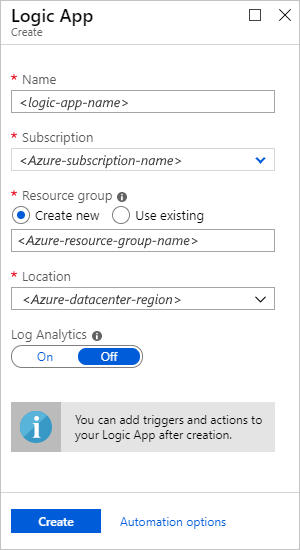 Logic App
Create
* Name
<logic-app-name>
* Subscription
<Azure-subscription-name>
* Resource group
Create new Use existing
<Azure-resource-group-name>
* Location
<Azure-datacenter-region>
Log Analytics
On Off
You can add triggers and actions to
your Logic App after creation.
Create Automation options